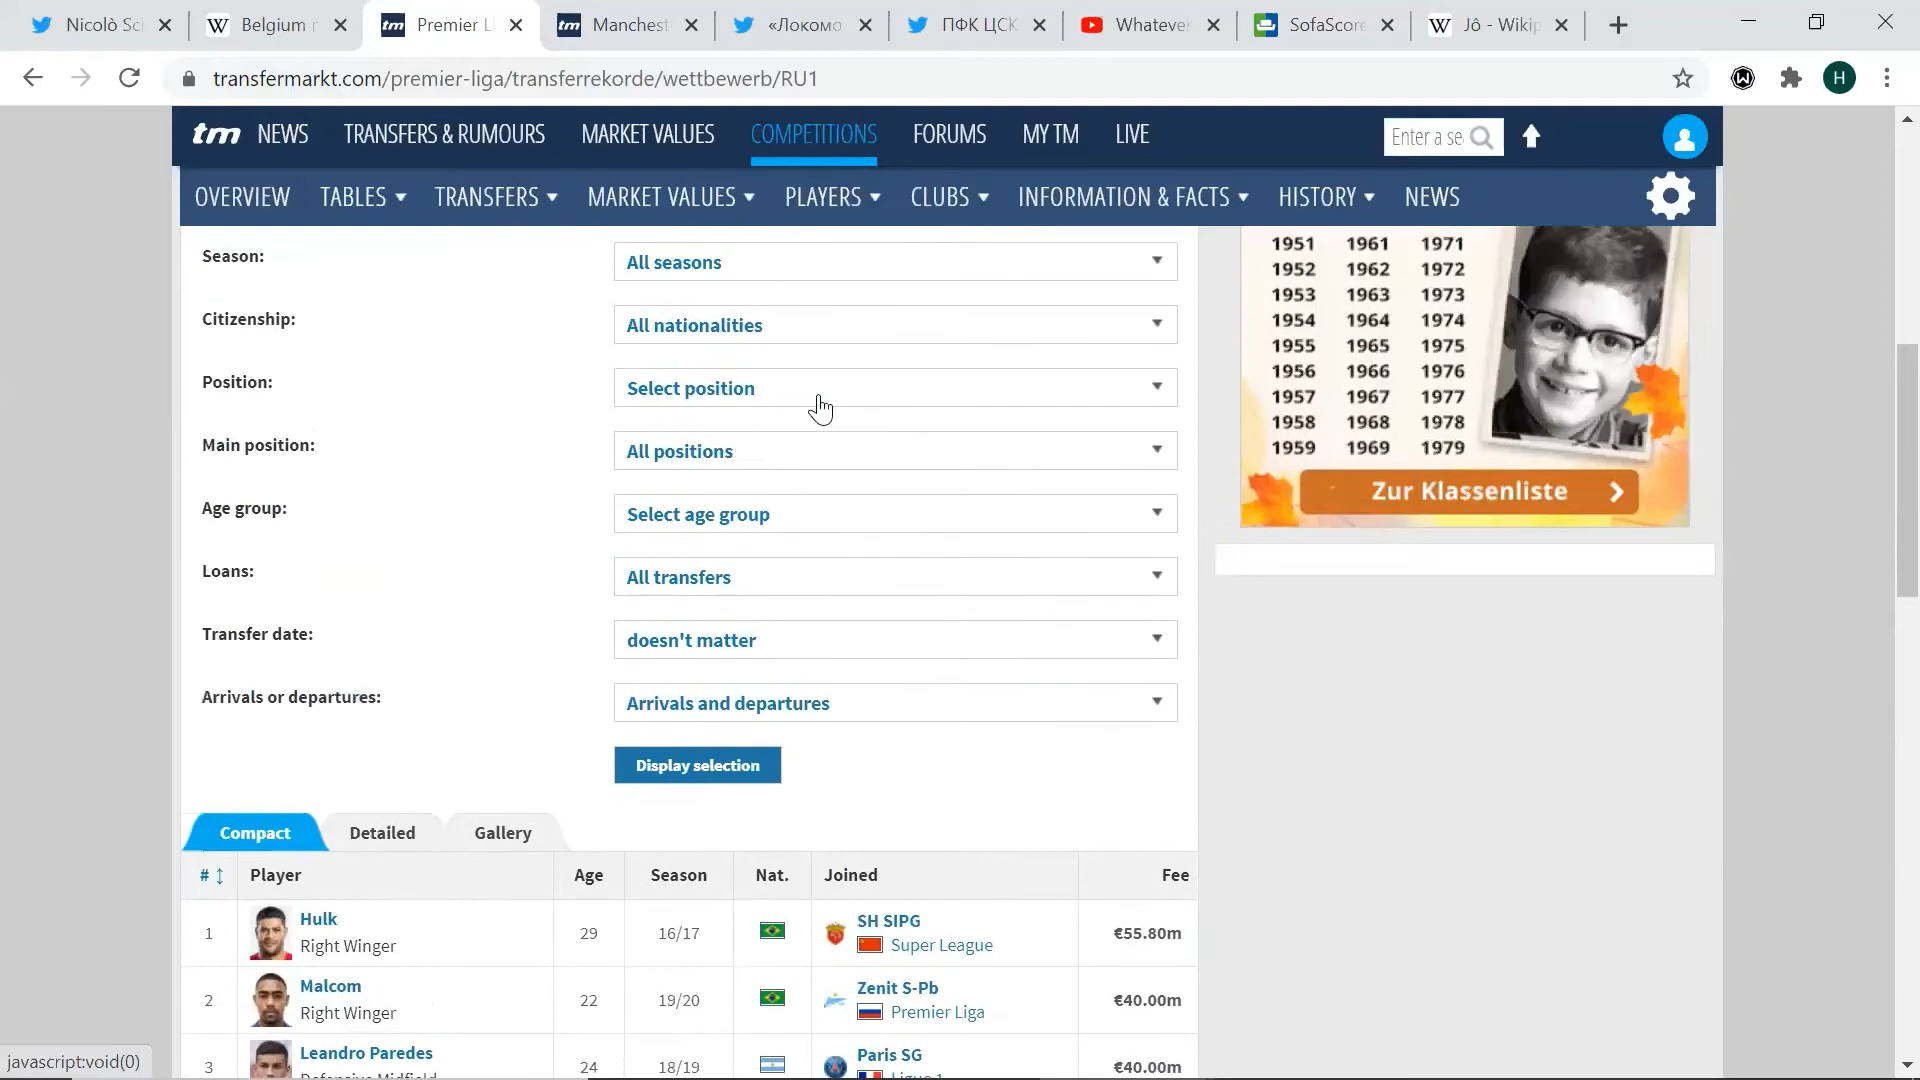 Nicolò Sc
Belgium r
tm Premier L
tm Manchest
«Локомо
ПФК ЦСК
Whatever
SofaScore
Jô - Wikip
transfermarkt.com/premier-liga/transferrekorde/wettbewerb/RU1
H
tm NEWS TRANSFERS & RUMOURS MARKET VALUES COMPETITIONS FORUMS MY TM LIVE Enter a se
OVERVIEW TABLES TRANSFERS MARKET VALUES PLAYERS CLUBS INFORMATION & FACTS HISTORY NEWS
Season: All seasons
Citizenship: All nationalities
Position: Select position
Main position: All positions
Age group: Select age group
Loans: All transfers
Transfer date: doesn't matter
Arrivals or departures: Arrivals and departures
Display selection
1951 1961 1971
1952 1962 1972
1953 1963 1973
1954 1964 1974
1955 1965 1975
1956 1966 1976
1957 1967 1977
1958 1968 1978
1959 1969 1979
Zur Klassenliste
Compact Detailed Gallery
# Player Age Season Nat. Joined Fee
1 Hulk 29 16/17 SH SIPG €55.80m
Right Winger Super League
2 Malcom 22 19/20 Zenit S-Pb €40.00m
Right Winger Premier Liga
3 Leandro Paredes 24 18/19 Paris SG €40.00m
Defensive Midfield Ligue 1
javascript:void(0)